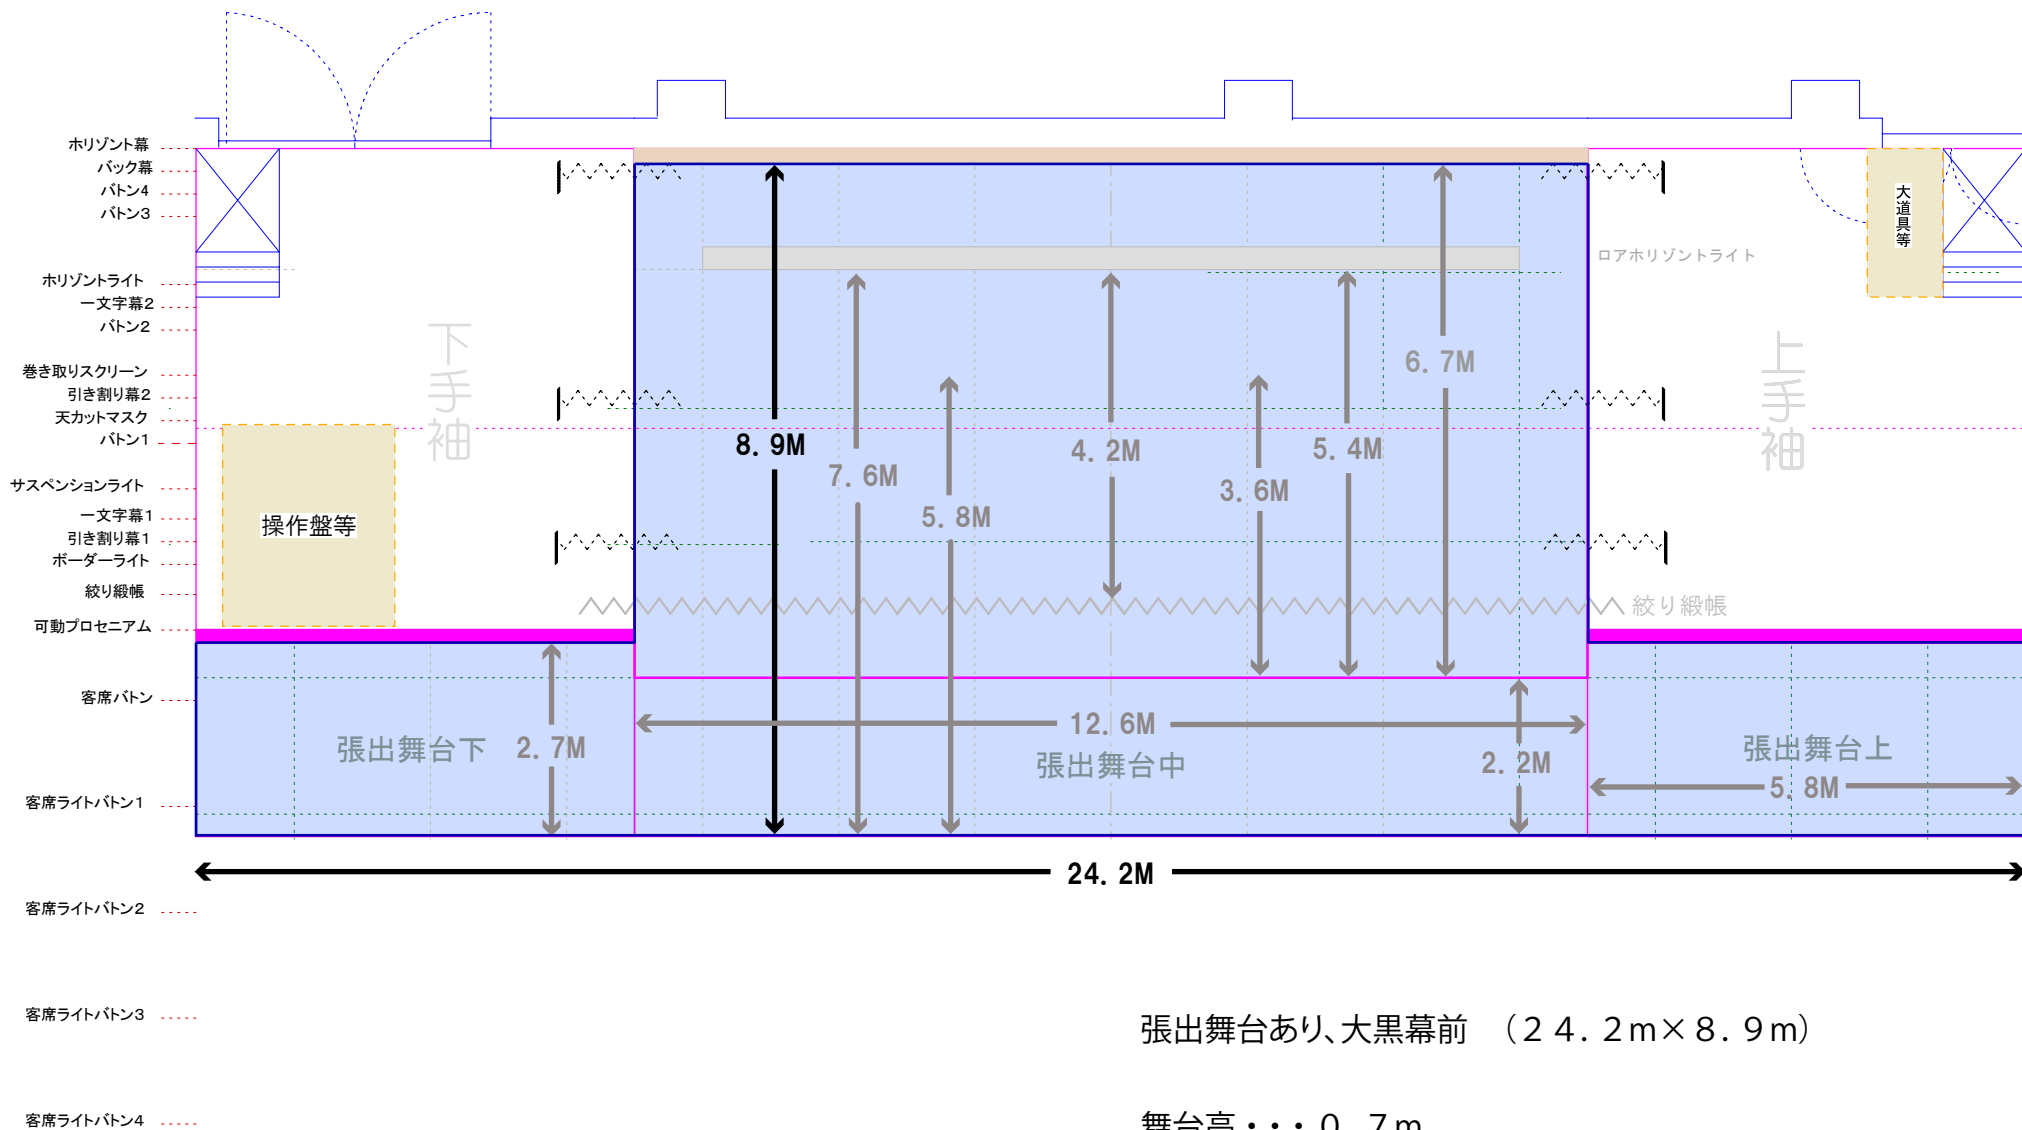 ホリゾント幕
バック幕
バトン4
バトン3
ホリゾントライト
一文字幕2
バトン2
巻き取りスクリーン
引き割り幕2
天カットマスク
バトン1
サスペンションライト
一文字幕1
引き割り幕1
ボーダーライト
絞り緞帳
可動プロセニアム
客席バトン
客席ライトバトン1
客席ライトバトン2
客席ライトバトン3
客席ライトバトン4
下手袖
操作盤等
大道具等
ロアホリゾントライト
上手袖
6.7M
8.9M
7.6M
4.2M
5.4M
3.6M
5.8M
絞り緞帳
12.6M
張出舞台下
2.7M
張出舞台中
2.2M
張出舞台上
5.8M
24.2M
張出舞台あり、大黒幕前 （２４.２ｍ×８.９ｍ）
舞台高・・・０.７ｍ